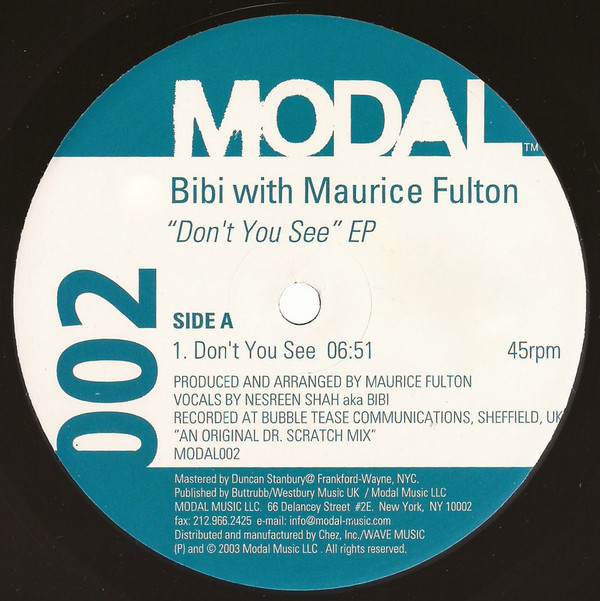 MODAL™
Bibi with Maurice Fulton
“Don't You See” EP
002
SIDE A
1. Don't You See 06:51 45rpm
PRODUCED AND ARRANGED BY MAURICE FULTON
VOCALS BY NESREEN SHAH aka BIBI
RECORDED AT BUBBLE TEASE COMMUNICATIONS, SHEFFIELD, UK
“AN ORIGINAL DR. SCRATCH MIX”
MODAL002
Mastered by Duncan Stanbury@ Frankford-Wayne, NYC.
Published by Buttrubb/Westbury Music UK / Modal Music LLC
MODAL MUSIC LLC. 66 Delancey Street #2E. New York, NY 10002
fax: 212.966.2425 e-mail: info@modal-music.com
Distributed and manufactured by Chez, Inc./WAVE MUSIC
(P) and © 2003 Modal Music LLC . All rights reserved.